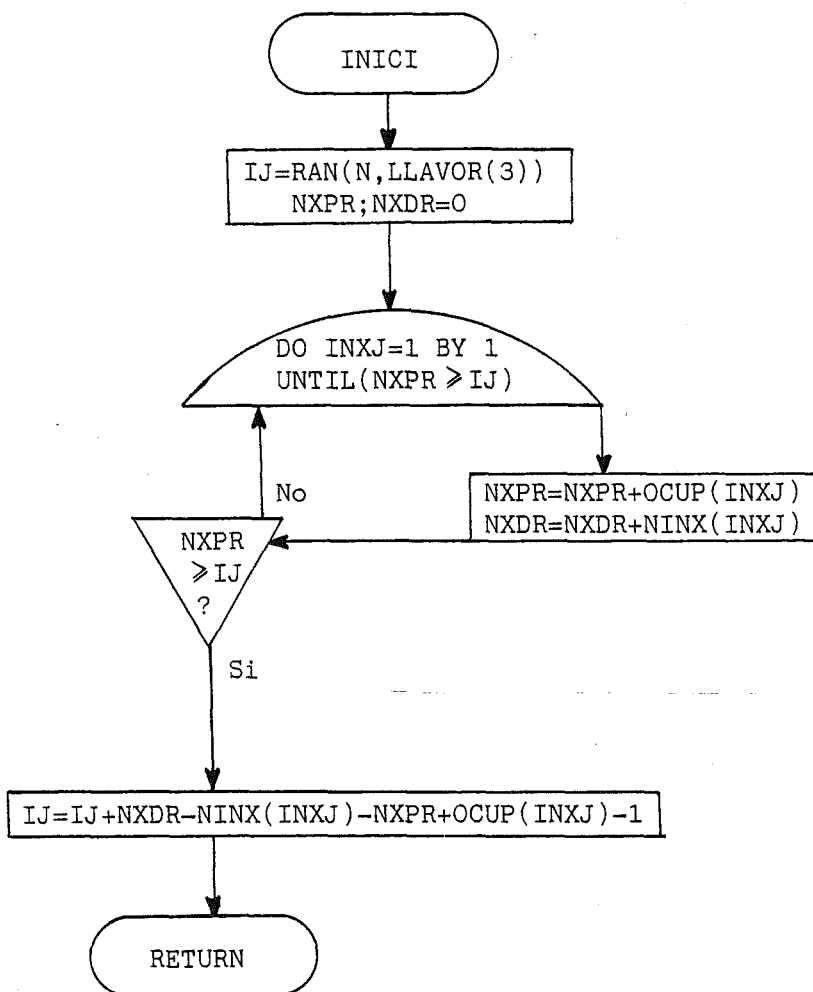 INICI
IJ=RAN(N,LLAVOR(3))
NXPR;NXDR=0
DO INXJ=1 BY 1
UNTIL(NXPR ⩾ IJ)
NXPR=NXPR+OCUP(INXJ)
NXDR=NXDR+NINX(INXJ)
No
NXPR
⩾ IJ
?
Si
IJ=IJ+NXDR-NINX(INXJ)-NXPR+OCUP(INXJ)-1
RETURN